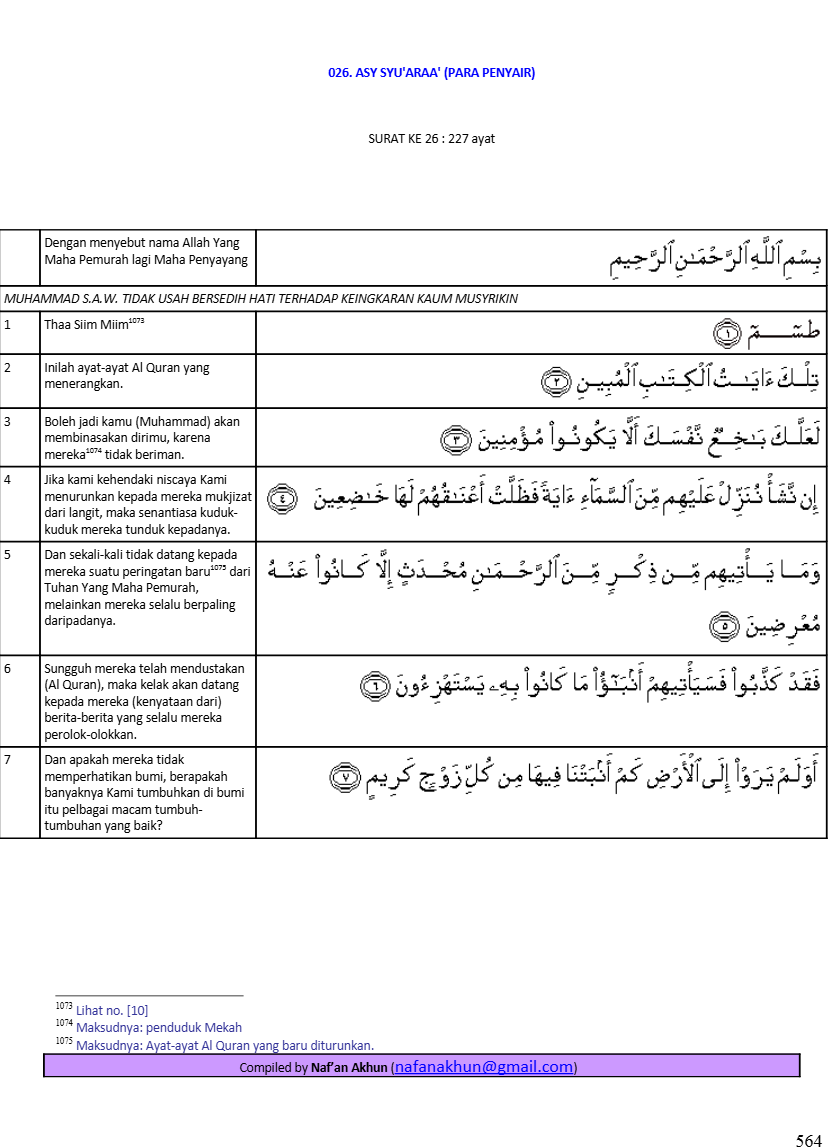 026. ASY SYU'ARAA' (PARA PENYAIR)
SURAT KE 26 : 227 ayat
Dengan menyebut nama Allah Yang
Maha Pemurah lagi Maha Penyayang
بِسْمِ ٱللَّهِ ٱلرَّحْمَـٰنِ ٱلرَّحِيمِ
MUHAMMAD S.A.W. TIDAK USAH BERSEDIH HATI TERHADAP KEINGKARAN KAUM MUSYRIKIN
1
Thaa Siim Miim1073
طسٓمٓ ١
2
Inilah ayat-ayat Al Quran yang
menerangkan.
تِلْكَ ءَايَـٰتُ ٱلْكِتَـٰبِ ٱلْمُبِينِ ٢
3
Boleh jadi kamu (Muhammad) akan
membinasakan dirimu, karena
mereka1074 tidak beriman.
لَعَلَّكَ بَـٰخِعٌ نَّفْسَكَ أَلَّا يَكُونُوا۟ مُؤْمِنِينَ ٣
4
Jika kami kehendaki niscaya Kami
menurunkan kepada mereka mukjizat
dari langit, maka senantiasa kuduk-
kuduk mereka tunduk kepadanya.
إِن نَّشَأْ نُنَزِّلْ عَلَيْهِم مِّنَ ٱلسَّمَآءِ ءَايَةً فَظَلَّتْ أَعْنَـٰقُهُمْ لَهَا خَـٰضِعِينَ ٤
5
Dan sekali-kali tidak datang kepada
mereka suatu peringatan baru1075 dari
Tuhan Yang Maha Pemurah,
melainkan mereka selalu berpaling
daripadanya.
وَمَا يَأْتِيهِم مِّن ذِكْرٍ مِّنَ ٱلرَّحْمَـٰنِ مُحْدَثٍ إِلَّا كَانُوا۟ عَنْهُ
مُعْرِضِينَ ٥
6
Sungguh mereka telah mendustakan
(Al Quran), maka kelak akan datang
kepada mereka (kenyataan dari)
berita-berita yang selalu mereka
perolok-olokkan.
فَقَدْ كَذَّبُوا۟ فَسَيَأْتِيهِمْ أَنۢبَـٰٓؤُا۟ مَا كَانُوا۟ بِهِۦ يَسْتَهْزِءُونَ ٦
7
Dan apakah mereka tidak
memperhatikan bumi, berapakah
banyaknya Kami tumbuhkan di bumi
itu pelbagai macam tumbuh-
tumbuhan yang baik?
أَوَلَمْ يَرَوْا۟ إِلَى ٱلْأَرْضِ كَمْ أَنۢبَتْنَا فِيهَا مِن كُلِّ زَوْجٍ كَرِيمٍ ٧
1073 Lihat no. [10]
1074 Maksudnya: penduduk Mekah
1075 Maksudnya: Ayat-ayat Al Quran yang baru diturunkan.
Compiled by Naf’an Akhun (nafanakhun@gmail.com)
564